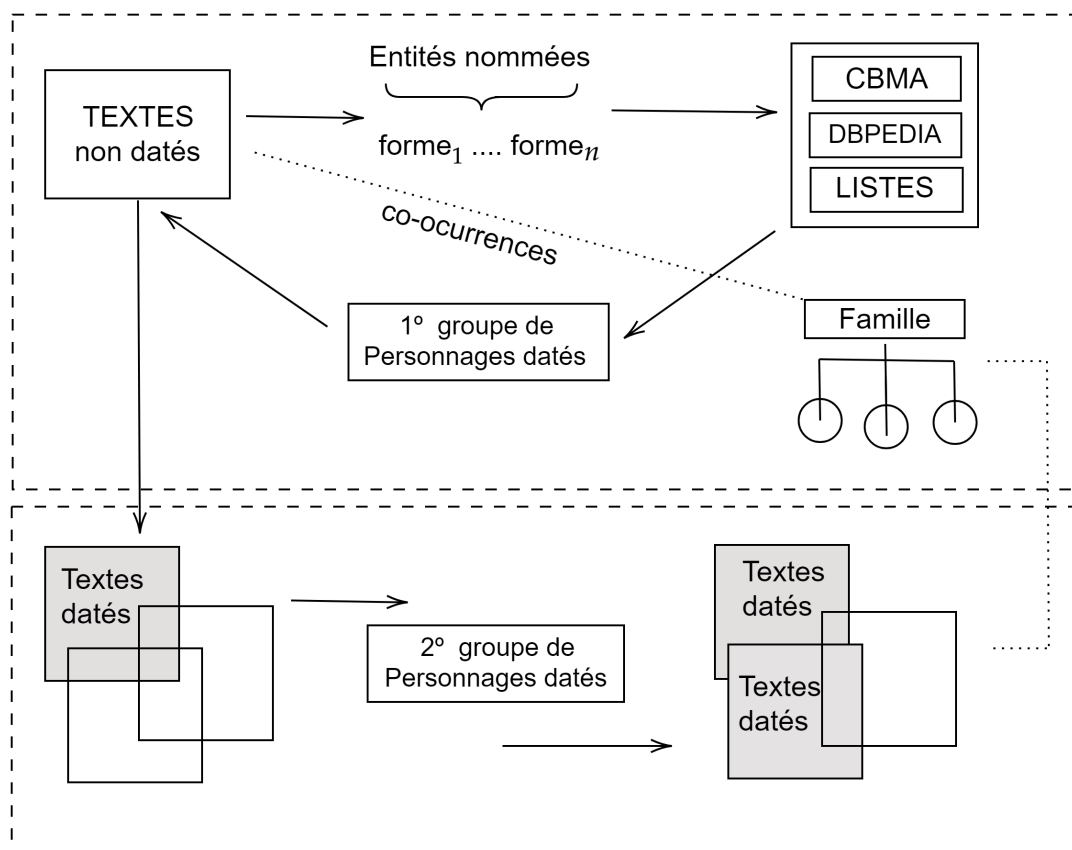 Entités nommées
TEXTES
non datés
forme₁ .... formeₙ
CBMA
DBPEDIA
LISTES
co-ocurrences
1º groupe de
Personnages datés
Famille
Textes
datés
2º groupe de
Personnages datés
Textes
datés
Textes
datés